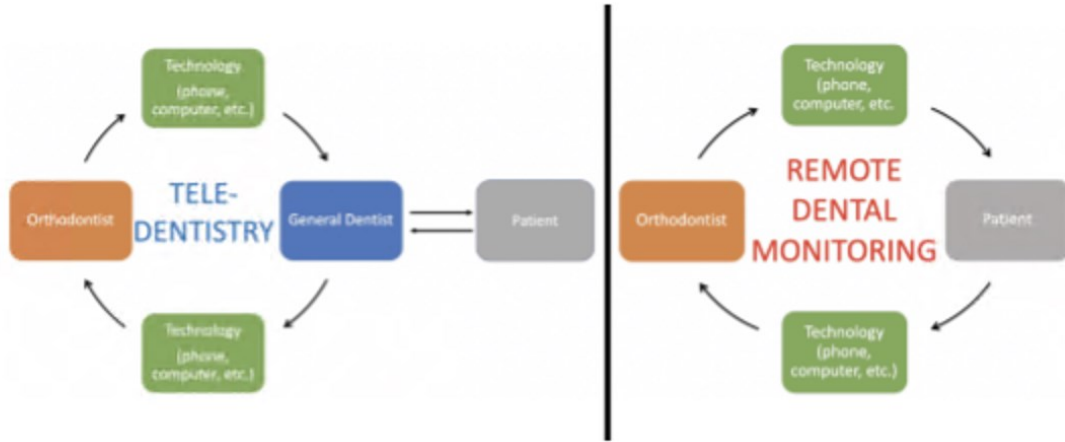 Technology
(phone,
computer, etc.)
Orthodontist
TELE-
DENTISTRY
General Dentist
Patient
Technology
(phone,
computer, etc.)
Technology
(phone,
computer, etc.
Orthodontist
REMOTE
DENTAL
MONITORING
Patient
Technology
(phone,
computer, etc.)